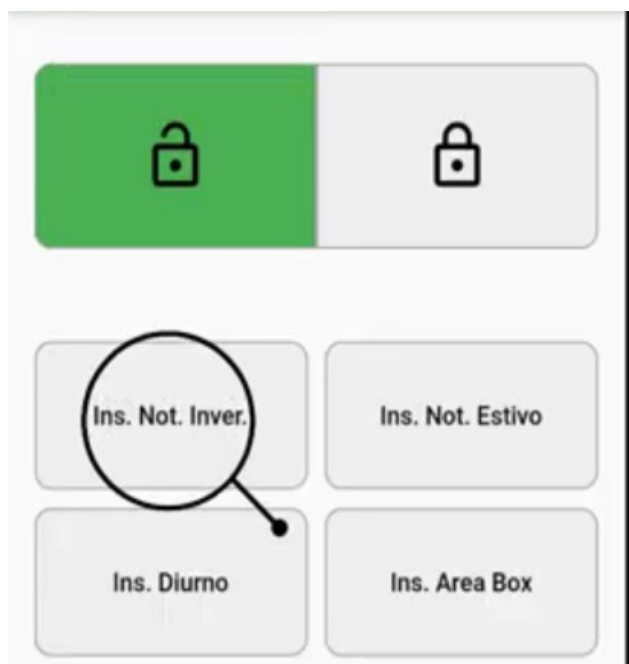 Ins. Not. Inver.
Ins. Not. Estivo
Ins. Diurno
Ins. Area Box